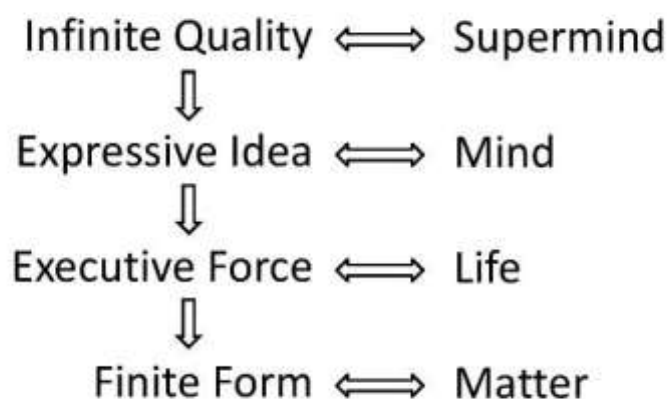 Infinite Quality ⟺ Supermind
⇓
Expressive Idea ⟺ Mind
⇓
Executive Force ⟺ Life
⇓
Finite Form ⟺ Matter